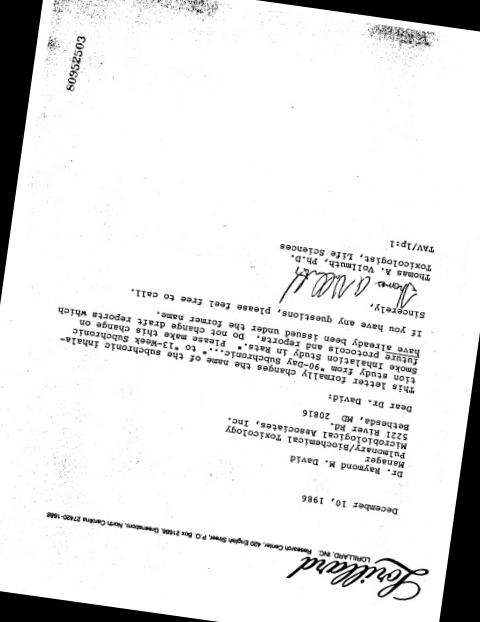 Lorillard
LORILLARD, INC. Research Center, 420 English Street, P.O. Box 21688, Greensboro, North Carolina 27420-1688
December 10, 1986
Dr. Raymond M. David
Manager
Pulmonary/Biochemical Toxicology
Microbiological Associates, Inc.
5221 River Rd.
Bethesda, MD 20816
Dear Dr. David:
This letter formally changes the name of the subchronic inhala-
tion study from "90-Day Subchronic..." to "13-Week Subchronic
Smoke Inhalation Study in Rats." Please make this change on
future protocols and reports. Do not change draft reports which
have already been issued under the former name.
If you have any questions, please feel free to call.
Sincerely,
Thomas A. Vollmuth, Ph.D.
Toxicologist, Life Sciences
TAV/lp:1
80952503